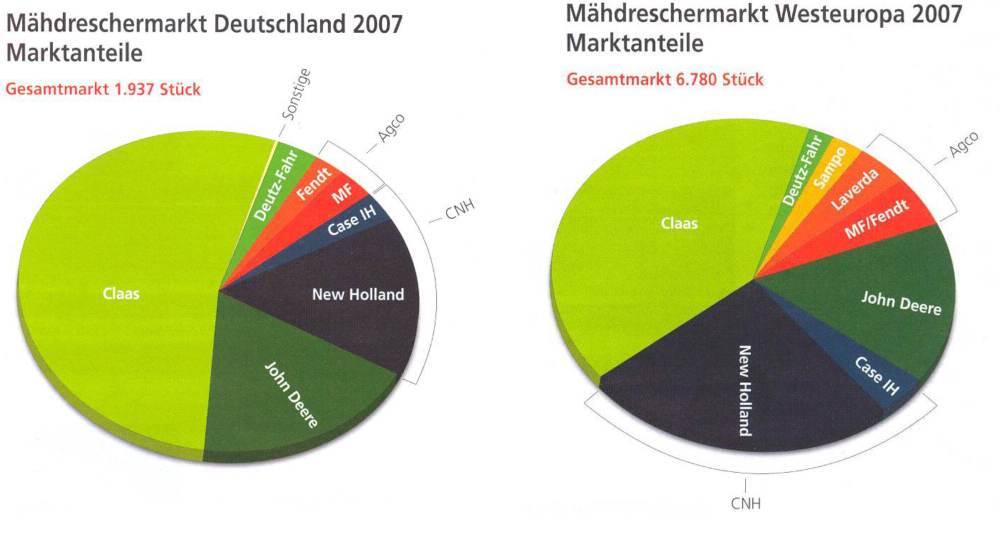 Mähdreschermarkt Deutschland 2007
Marktanteile
Gesamtmarkt 1.937 Stück
Sonstige
Agco
CNH
Deutz-Fahr
Fendt
MF
Case IH
New Holland
John Deere
Claas
Mähdreschermarkt Westeuropa 2007
Marktanteile
Gesamtmarkt 6.780 Stück
Agco
Deutz-Fahr
Sampo
Laverda
MF/Fendt
Claas
John Deere
Case IH
New Holland
CNH